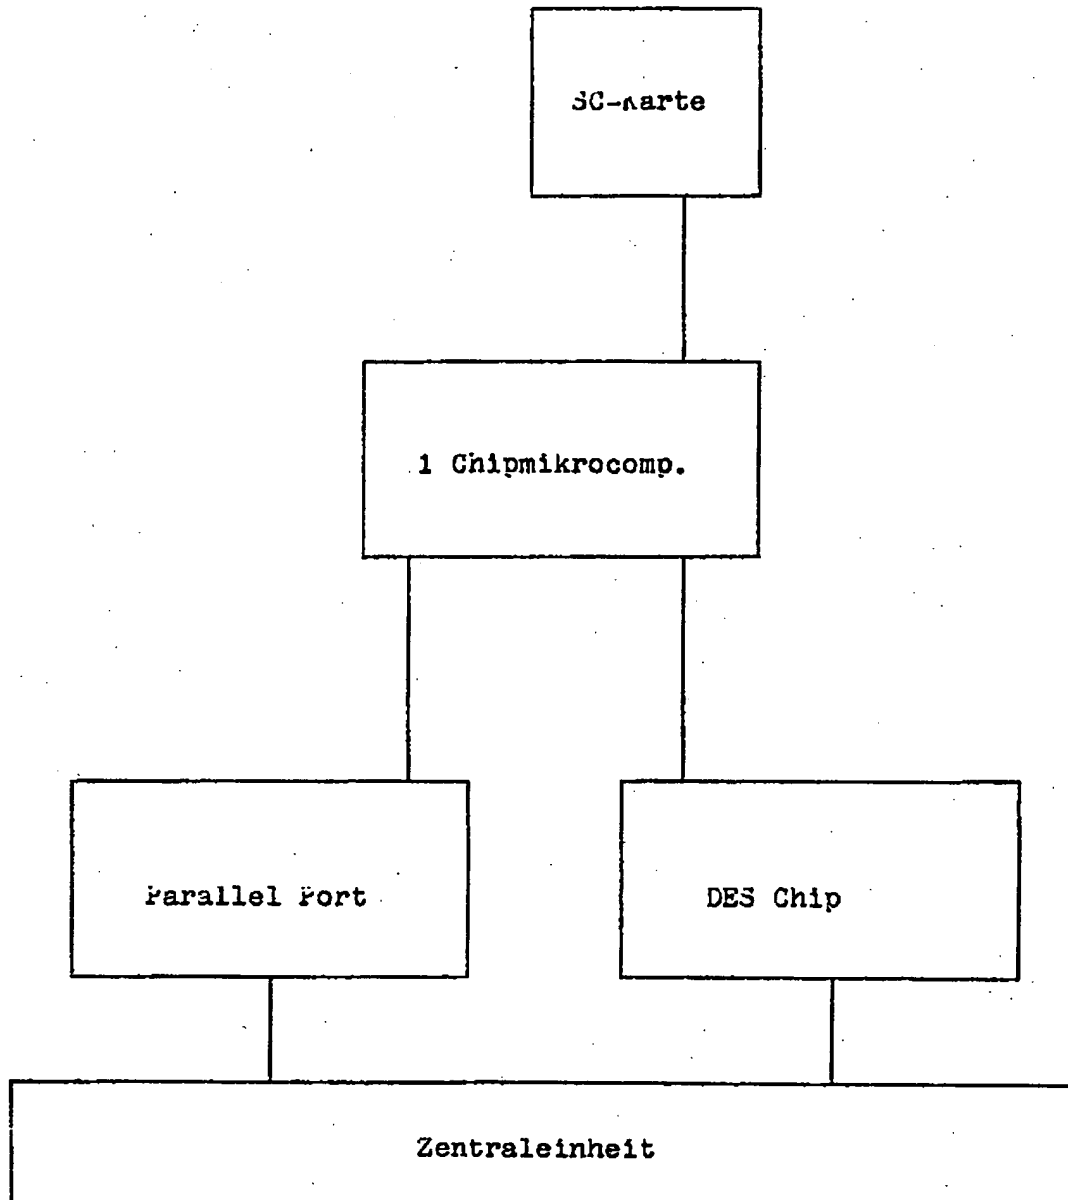 SC-Karte
1 Chipmikrocomp.
Parallel Port
DES Chip
Zentraleinheit